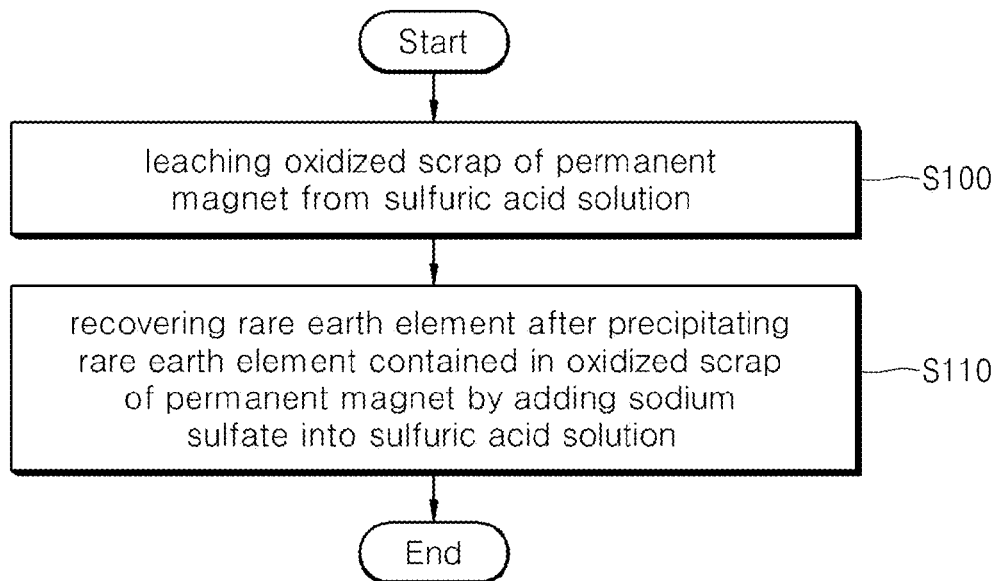 Start
leaching oxidized scrap of permanent
magnet from sulfuric acid solution
S100
recovering rare earth element after precipitating
rare earth element contained in oxidized scrap
of permanent magnet by adding sodium
sulfate into sulfuric acid solution
S110
End